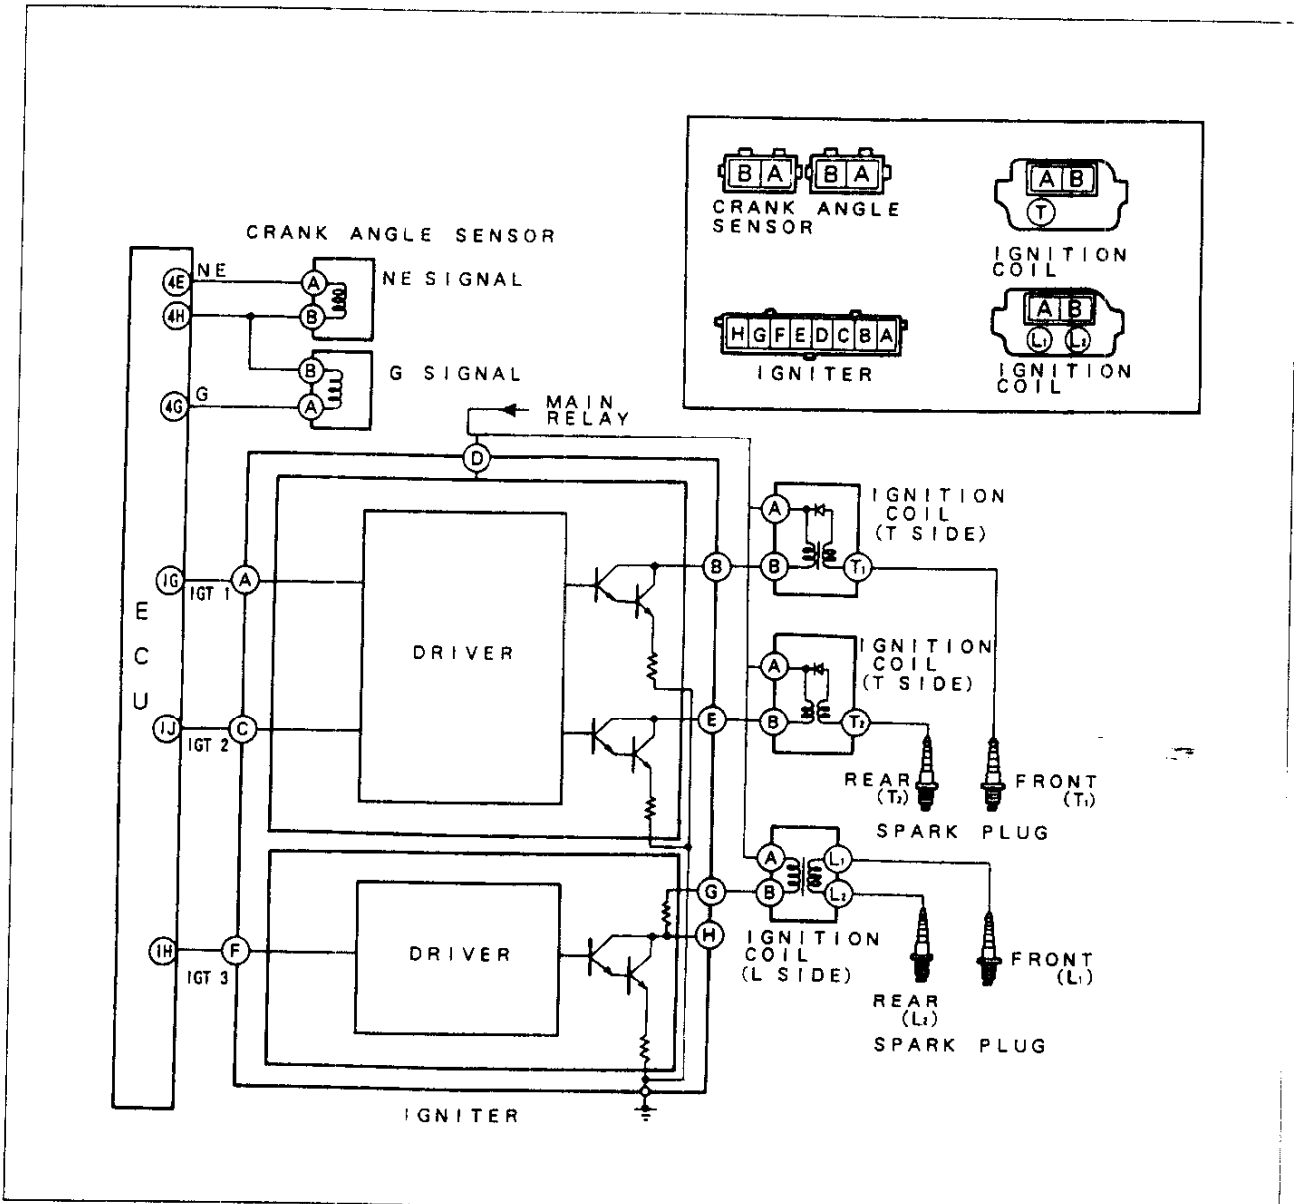 B A B A
CRANK ANGLE
SENSOR
A B
T
IGNITION
COIL
H G F E D C B A
IGNITER
A B
L1 L2
IGNITION
COIL
CRANK ANGLE SENSOR
4E NE A NE SIGNAL
4H B
B G SIGNAL
4G G A
MAIN
RELAY
D
IGNITION
COIL
(T SIDE)
A
B B T1
1G IGT 1 A
ECU
DRIVER
IGNITION
COIL
(T SIDE)
A
E B T2
1J IGT 2 C
REAR
(T2)
FRONT
(T1)
SPARK PLUG
A L1
G B L2
H
1H IGT 3 F
DRIVER
IGNITION
COIL
(L SIDE)
REAR
(L2)
FRONT
(L1)
SPARK PLUG
IGNITER